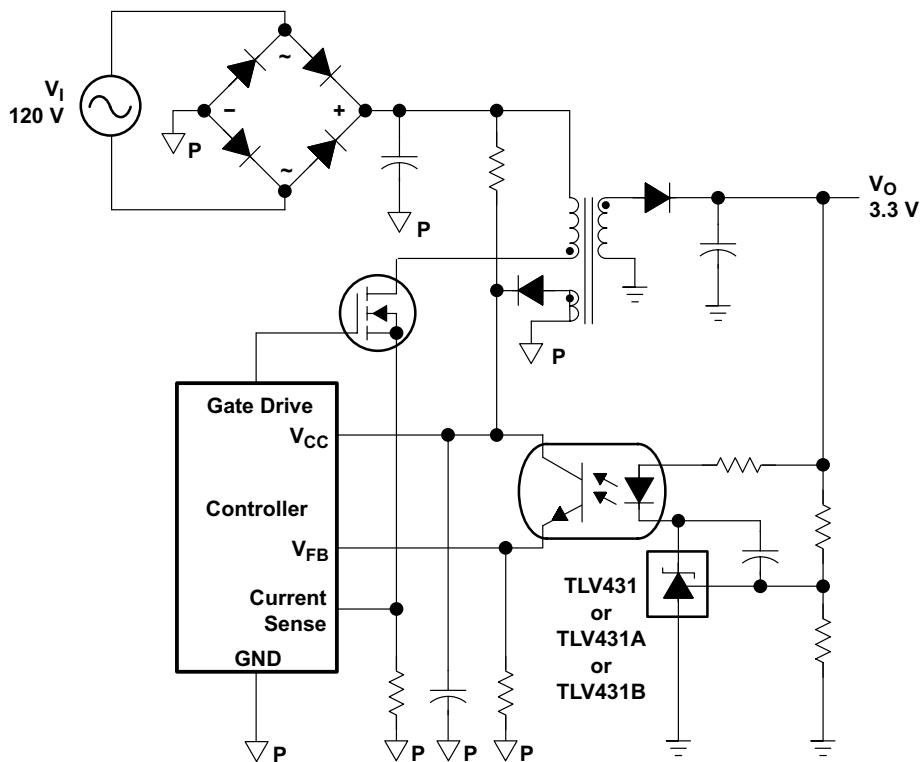 ~
V_I
120 V
−
+
P
~
P
V_O
3.3 V
P
Gate Drive
V_CC
Controller
V_FB
Current
Sense
GND
TLV431
or
TLV431A
or
TLV431B
P
P
P
P